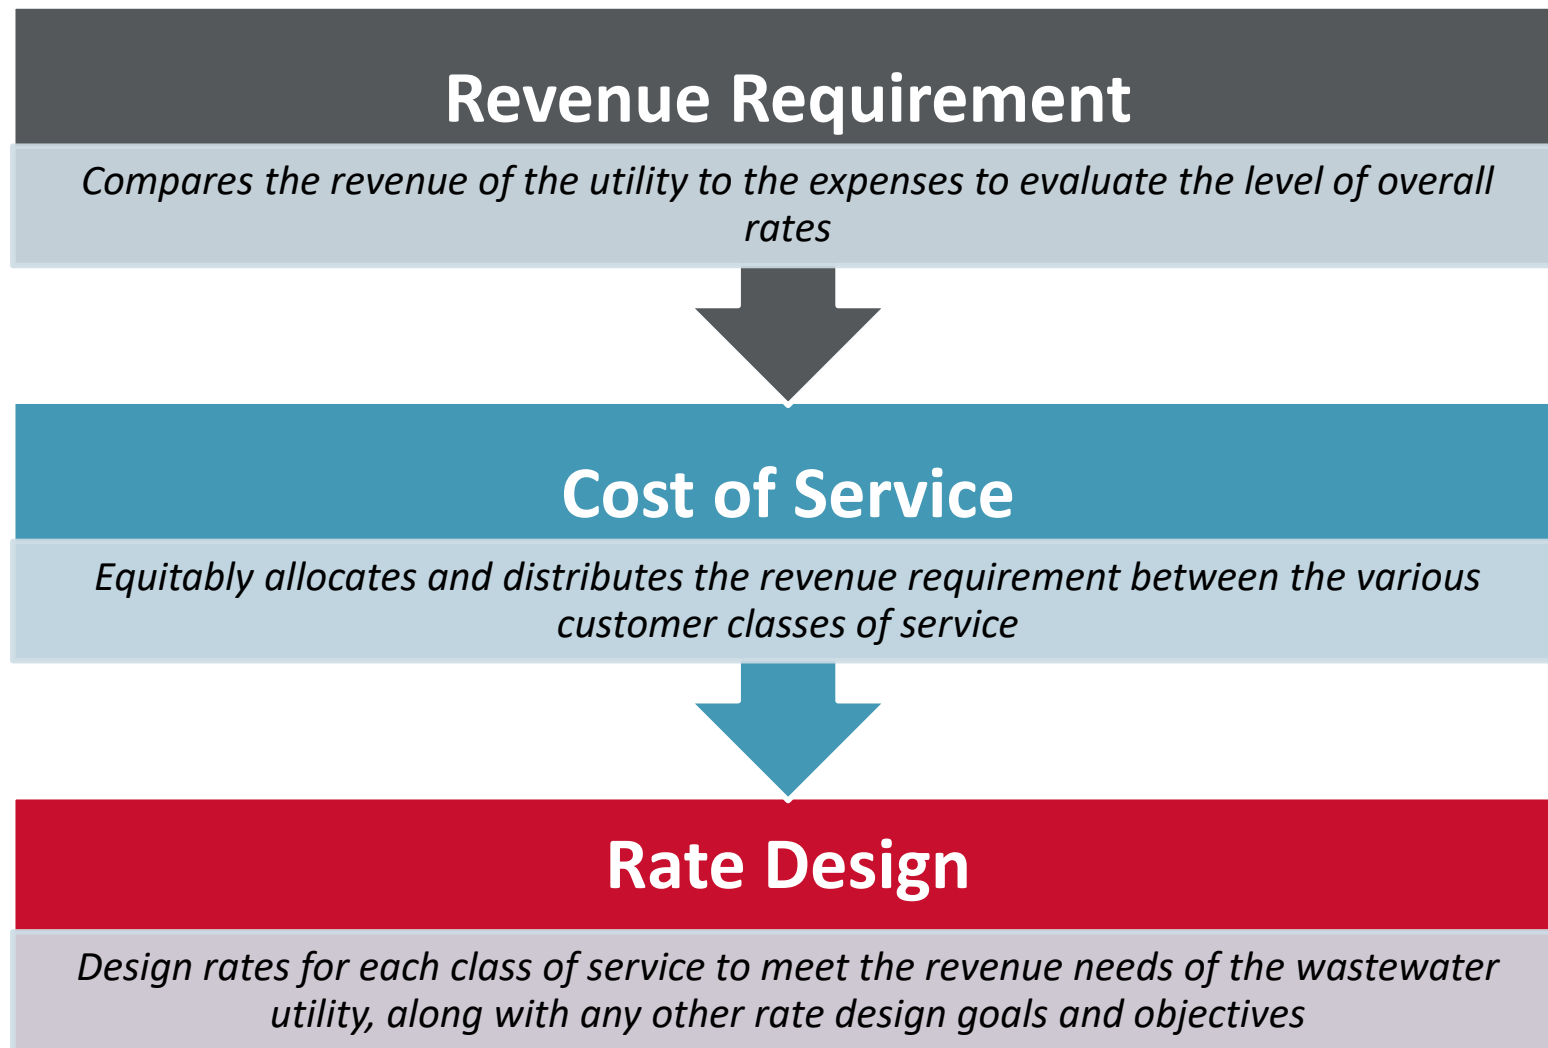 Revenue Requirement
Compares the revenue of the utility to the expenses to evaluate the level of overall
rates
Cost of Service
Equitably allocates and distributes the revenue requirement between the various
customer classes of service
Rate Design
Design rates for each class of service to meet the revenue needs of the wastewater
utility, along with any other rate design goals and objectives